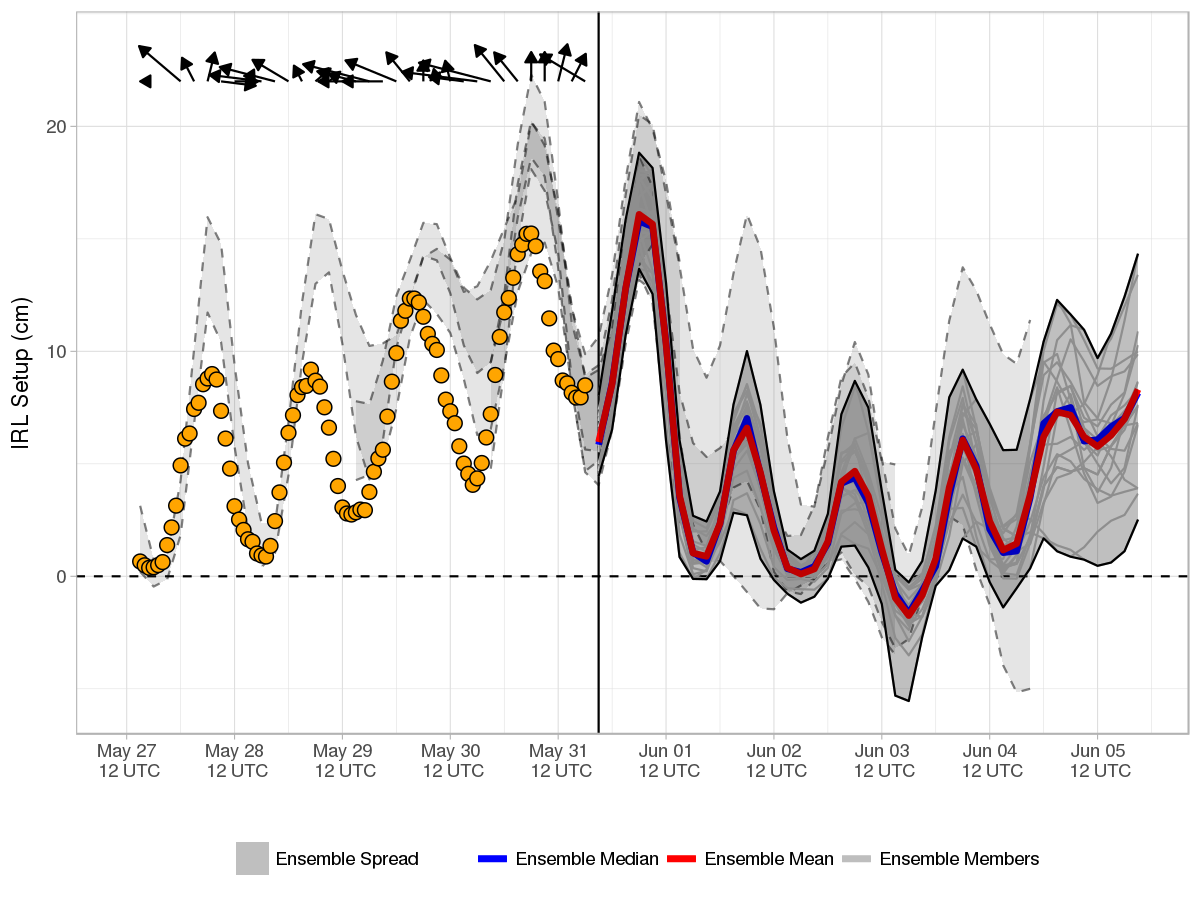 IRL Setup (cm)
20
10
0
May 27 May 28 May 29 May 30 May 31 Jun 01 Jun 02 Jun 03 Jun 04 Jun 05
12 UTC 12 UTC 12 UTC 12 UTC 12 UTC 12 UTC 12 UTC 12 UTC 12 UTC 12 UTC
Ensemble Spread Ensemble Median Ensemble Mean Ensemble Members